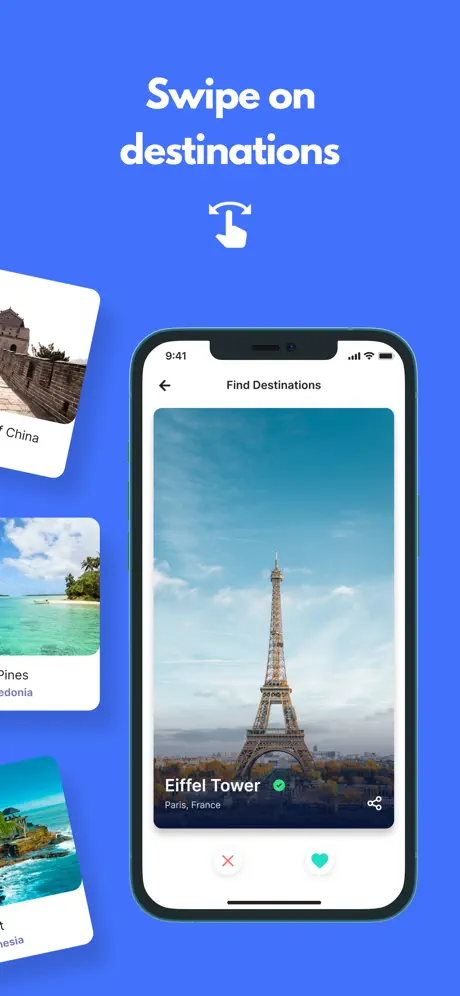 Swipe on
destinations
f China
Pines
edonia
t
nesia
9:41
Find Destinations
Eiffel Tower
Paris, France